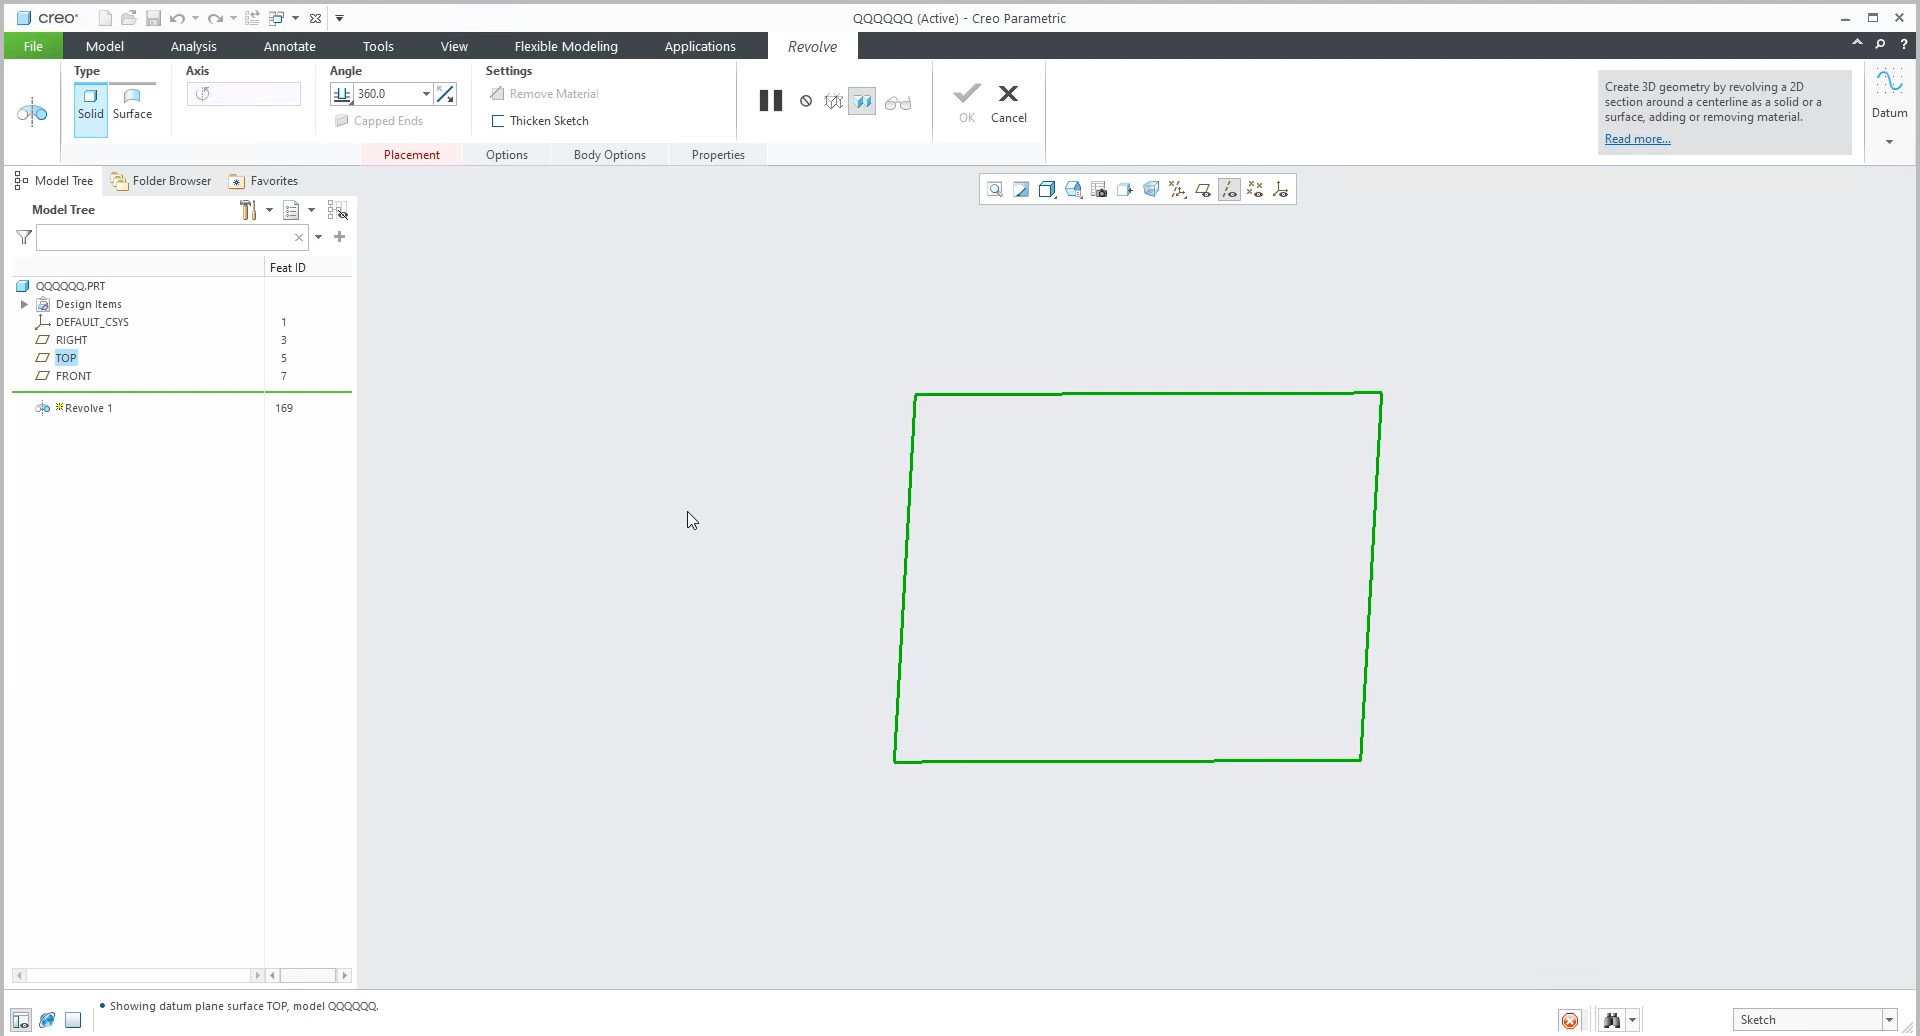 creo®
QQQQQQ (Active) - Creo Parametric
File
Model
Analysis
Annotate
Tools
View
Flexible Modeling
Applications
Revolve
Type
Axis
Angle
Settings
Solid
Surface
360.0
Capped Ends
Remove Material
Thicken Sketch
OK
Cancel
Create 3D geometry by revolving a 2D
section around a centerline as a solid or a
surface, adding or removing material.
Read more...
Datum
Placement
Options
Body Options
Properties
Model Tree
Folder Browser
Favorites
Model Tree
Feat ID
QQQQQQ.PRT
Design Items
DEFAULT_CSYS 1
RIGHT 3
TOP 5
FRONT 7
Revolve 1 169
Showing datum plane surface TOP, model QQQQQQ.
Sketch